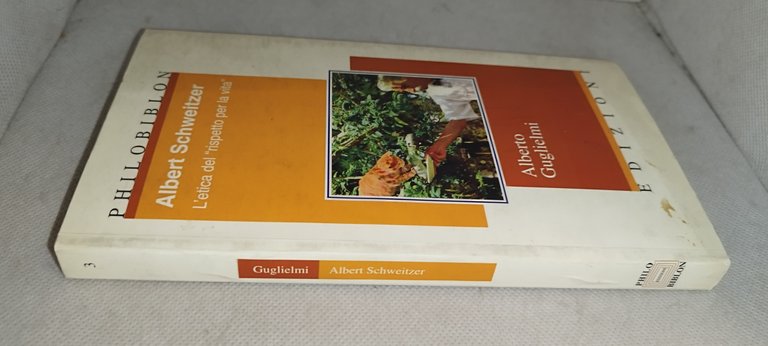 PHILOBIBLON
Albert Schweitzer
L'etica del "rispetto per la vita"
Alberto
Guglielmi
EDIZIONI
3
Guglielmi
Albert Schweitzer
PHILO
BIBLON